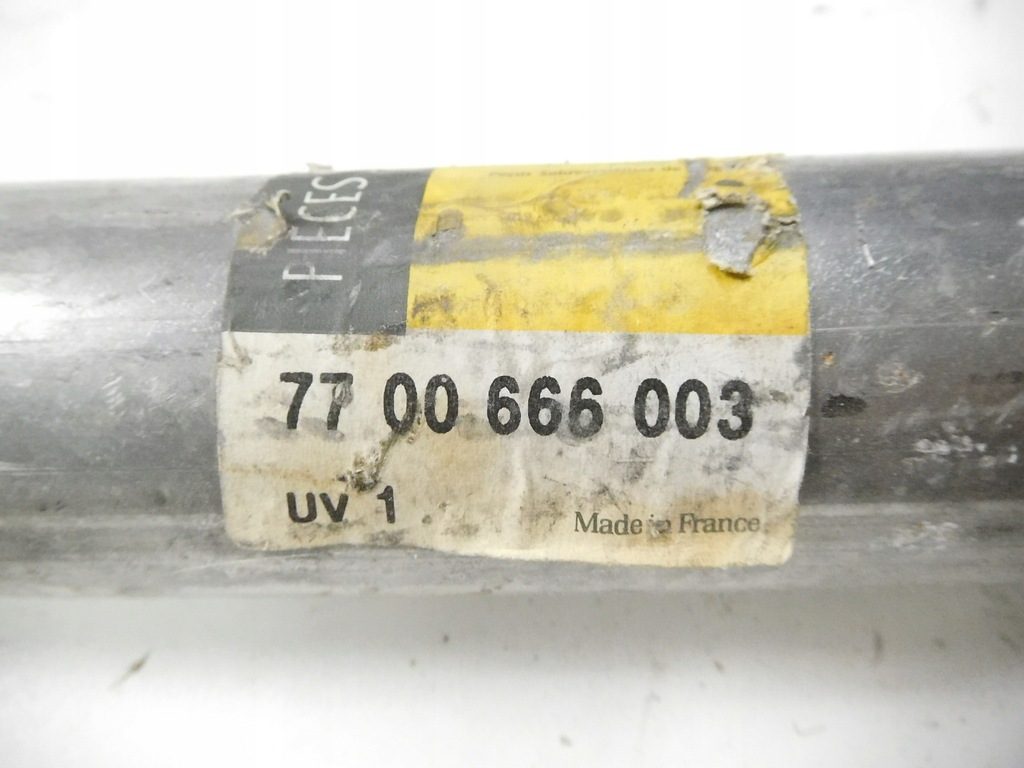 PIECES
77 00 666 003
UV 1
Made in France